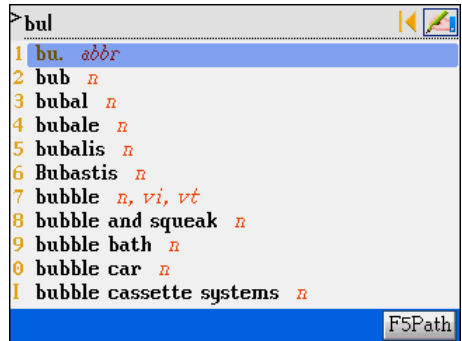 >bul
1 bu. abbr
2 bub n
3 bubal n
4 bubale n
5 bubalis n
6 Bubastis n
7 bubble n, vi, vt
8 bubble and squeak n
9 bubble bath n
0 bubble car n
I bubble cassette systems n
F5Path